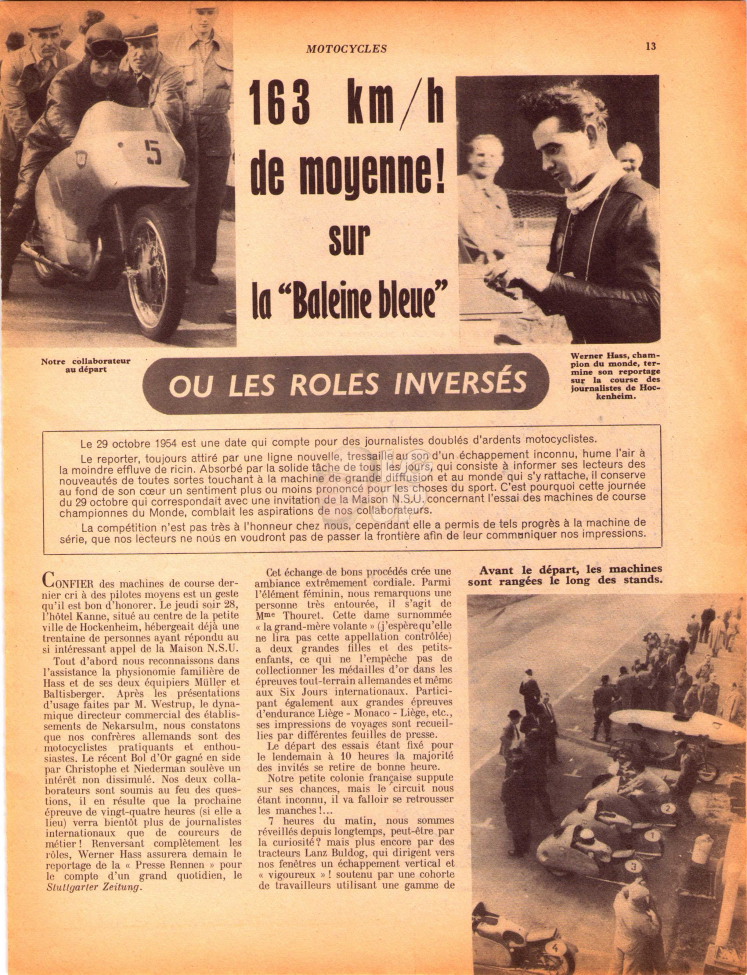 MOTOCYCLES
13
163 km/h
de moyenne!
sur
la "Baleine bleue"
5
Notre collaborateur
au départ
Werner Hass, cham-
pion du monde, ter-
mine son reportage
sur la course des
journalistes de Hoc-
kenheim.
OU LES ROLES INVERSÉS
Le 29 octobre 1954 est une date qui compte pour des journalistes doublés d'ardents motocyclistes.
Le reporter, toujours attiré par une ligne nouvelle, tressaille au son d'un échappement inconnu, hume l'air à
la moindre effluve de ricin. Absorbé par la solide tâche de tous les jours, qui consiste à informer ses lecteurs des
nouveautés de toutes sortes touchant à la machine de grande diffusion et au monde qui s'y rattache, il conserve
au fond de son cœur un sentiment plus ou moins prononcé pour les choses du sport. C'est pourquoi cette journée
du 29 octobre qui correspondait avec une invitation de la Maison N.S.U. concernant l'essai des machines de course
championnes du Monde, comblait les aspirations de nos collaborateurs.
La compétition n'est pas très à l'honneur chez nous, cependant elle a permis de tels progrès à la machine de
série, que nos lecteurs ne nous en voudront pas de passer la frontière afin de leur communiquer nos impressions.
CONFIER des machines de course der-
nier cri à des pilotes moyens est un geste
qu'il est bon d'honorer. Le jeudi soir 28,
l'hôtel Kanne, situé au centre de la petite
ville de Hockenheim, hébergeait déjà une
trentaine de personnes ayant répondu au
si intéressant appel de la Maison N.S.U.
Tout d'abord nous reconnaissons dans
l'assistance la physionomie familière de
Hass et de ses deux équipiers Müller et
Baltisberger. Après les présentations
d'usage faites par M. Westrup, le dyna-
mique directeur commercial des établis-
sements de Nekarsulm, nous constatons
que nos confrères allemands sont des
motocyclistes pratiquants et enthou-
siastes. Le récent Bol d'Or gagné en side
par Christophe et Niederman soulève un
intérêt non dissimulé. Nos deux colla-
borateurs sont soumis au feu des ques-
tions, il en résulte que la prochaine
épreuve de vingt-quatre heures (si elle a
lieu) verra bientôt plus de journalistes
internationaux que de coureurs de
métier ! Renversant complètement les
rôles, Werner Hass assurera demain le
reportage de la « Presse Rennen » pour
le compte d'un grand quotidien, le
Stuttgarter Zeitung.
Cet échange de bons procédés crée une
ambiance extrêmement cordiale. Parmi
l'élément féminin, nous remarquons une
personne très entourée, il s'agit de
Mme Thouret. Cette dame surnommée
« la grand-mère volante » (j'espère qu'elle
ne lira pas cette appellation contrôlée)
a deux grandes filles et des petits-
enfants, ce qui ne l'empêche pas de
collectionner les médailles d'or dans les
épreuves tout-terrain allemandes et même
aux Six Jours internationaux. Partici-
pant également aux grandes épreuves
d'endurance Liège - Monaco - Liège, etc.,
ses impressions de voyages sont recueil-
lies par différentes feuilles de presse.
Le départ des essais étant fixé pour
le lendemain à 10 heures la majorité
des invités se retire de bonne heure.
Notre petite colonie française suppute
sur ses chances, mais le circuit nous
étant inconnu, il va falloir se retrousser
les manches !...
7 heures du matin, nous sommes
réveillés depuis longtemps, peut-être par
la curiosité? mais plus encore par des
tracteurs Lanz Buldog, qui dirigent vers
nos fenêtres un échappement vertical et
« vigoureux » ! soutenu par une cohorte
de travailleurs utilisant une gamme de
Avant le départ, les machines
sont rangées le long des stands.
2
1
3
4